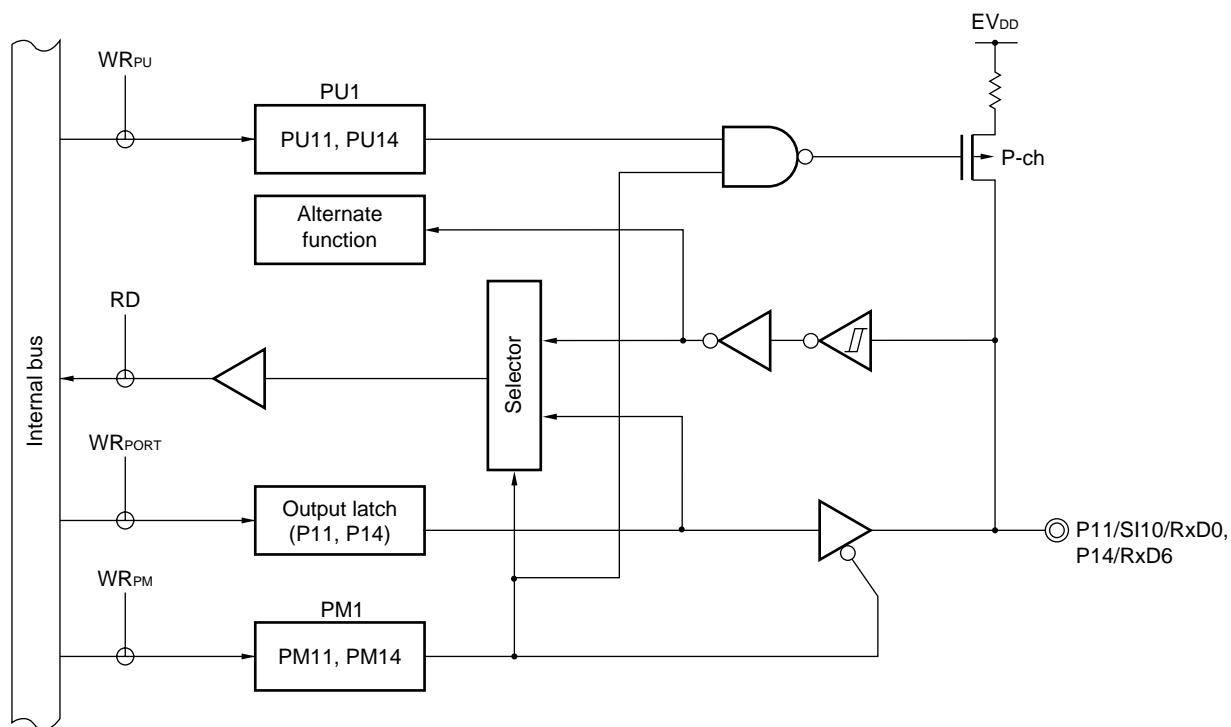 EVDD
WRPU
PU1
PU11, PU14
P-ch
Alternate
function
RD
Internal bus
Selector
WRPORT
Output latch
(P11, P14)
P11/SI10/RxD0,
P14/RxD6
WRPM
PM1
PM11, PM14